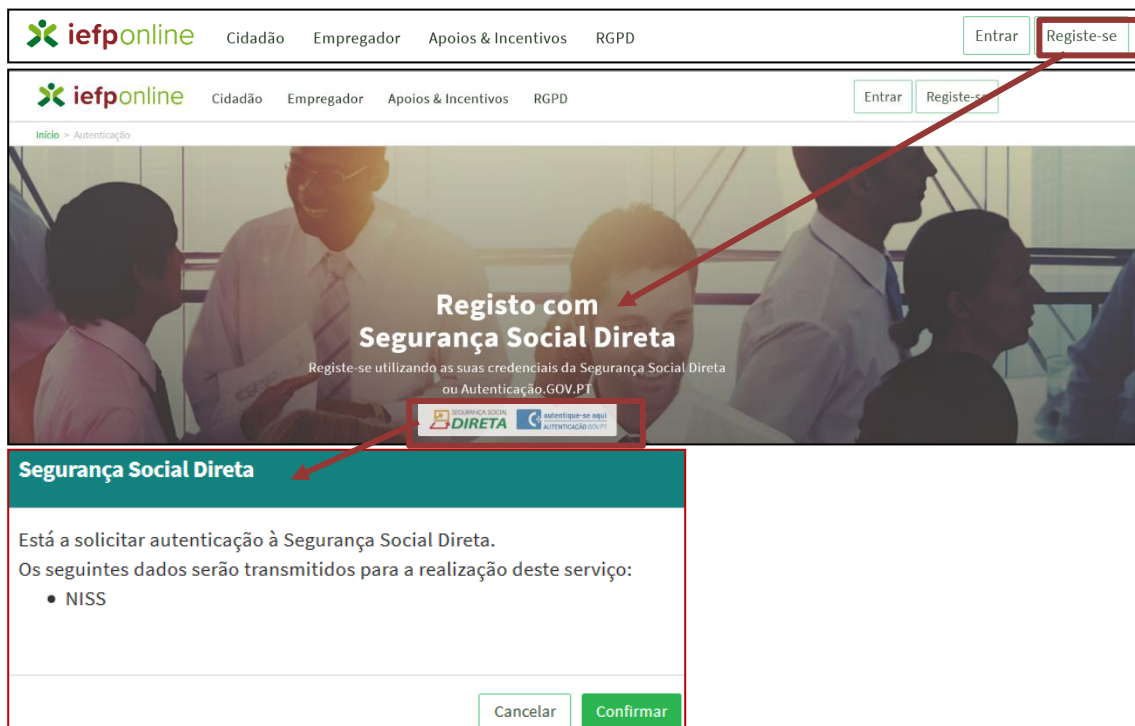 iefponline Cidadão Empregador Apoios & Incentivos RGPD Entrar Registe-se
iefponline Cidadão Empregador Apoios & Incentivos RGPD Entrar Registe-se
Início > Autenticação
Registo com
Segurança Social Direta
Registe-se utilizando as suas credenciais da Segurança Social Direta
ou Autenticação.GOV.PT
SEGURANÇA SOCIAL
DIRETA
autentique-se aqui
AUTENTICAÇÃO GOV.PT
Segurança Social Direta
Está a solicitar autenticação à Segurança Social Direta.
Os seguintes dados serão transmitidos para a realização deste serviço:
• NISS
Cancelar Confirmar